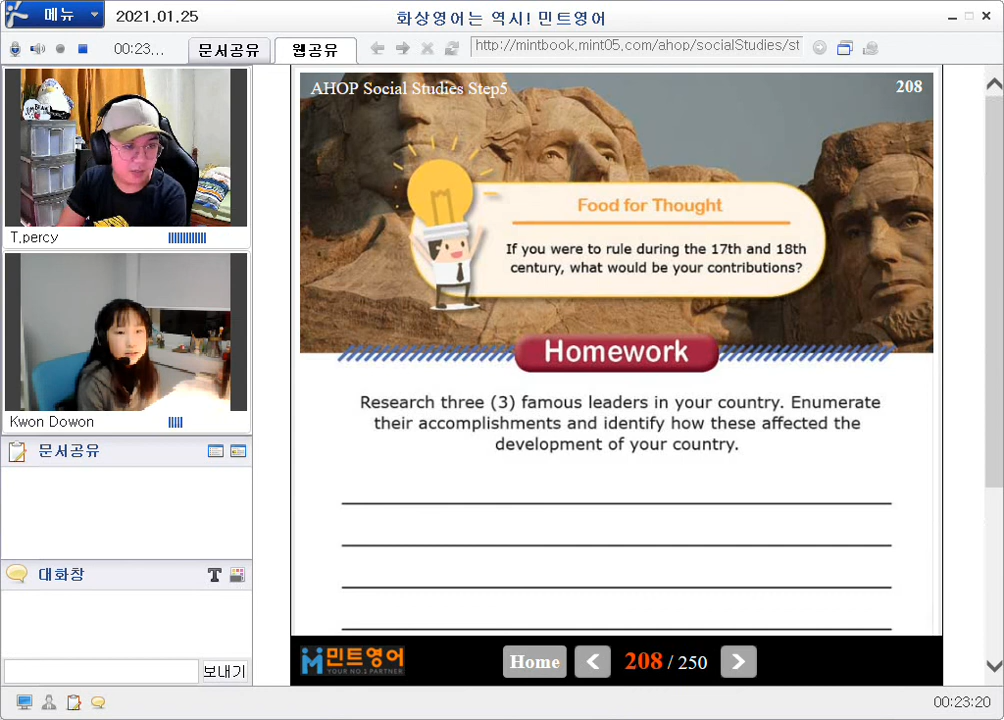 메뉴
2021.01.25
화상영어는 역시! 민트영어
00:23...
문서공유
웹공유
http://mintbook.mint05.com/ahop/socialStudies/st
T.percy
Kwon Dowon
문서공유
대화창
보내기
AHOP Social Studies Step5
208
Food for Thought
If you were to rule during the 17th and 18th
century, what would be your contributions?
Homework
Research three (3) famous leaders in your country. Enumerate
their accomplishments and identify how these affected the
development of your country.
민트영어
YOUR NO.1 PARTNER
Home
208 / 250
00:23:20